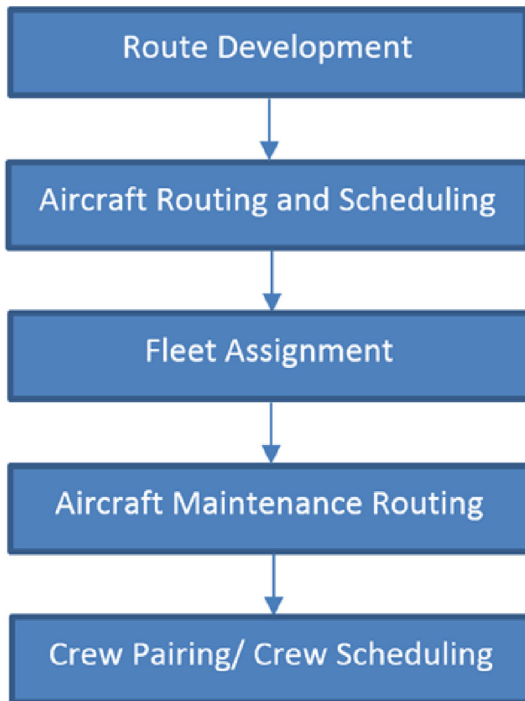 Route Development
Aircraft Routing and Scheduling
Fleet Assignment
Aircraft Maintenance Routing
Crew Pairing/ Crew Scheduling